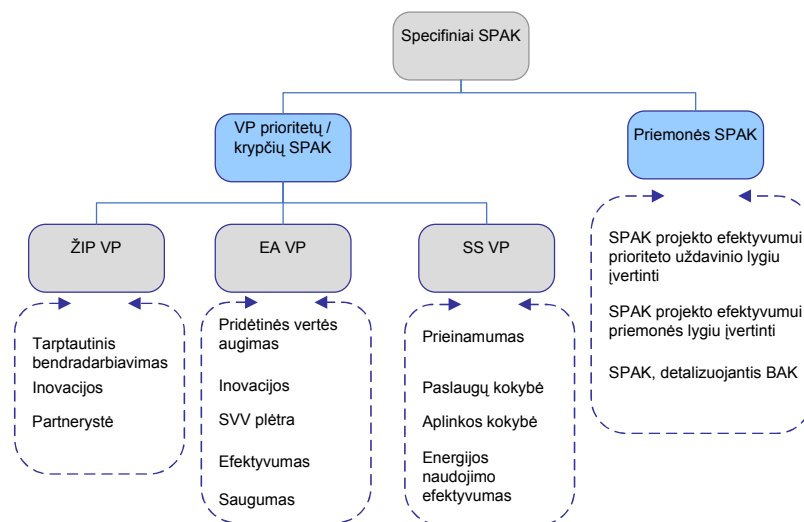 Specifiniai SPAK
VP prioritetų /
krypčių SPAK
Priemonės SPAK
ŽIP VP
EA VP
SS VP
Tarptautinis
bendradarbiavimas
Inovacijos
Partnerystė
Pridėtinės vertės
augimas
Inovacijos
SVV plėtra
Efektyvumas
Saugumas
Prieinamumas
Paslaugų kokybė
Aplinkos kokybė
Energijos
naudojimo
efektyvumas
SPAK projekto efektyvumui
prioriteto uždavinio lygiu
įvertinti
SPAK projekto efektyvumui
priemonės lygiu įvertinti
SPAK, detalizuojantis BAK